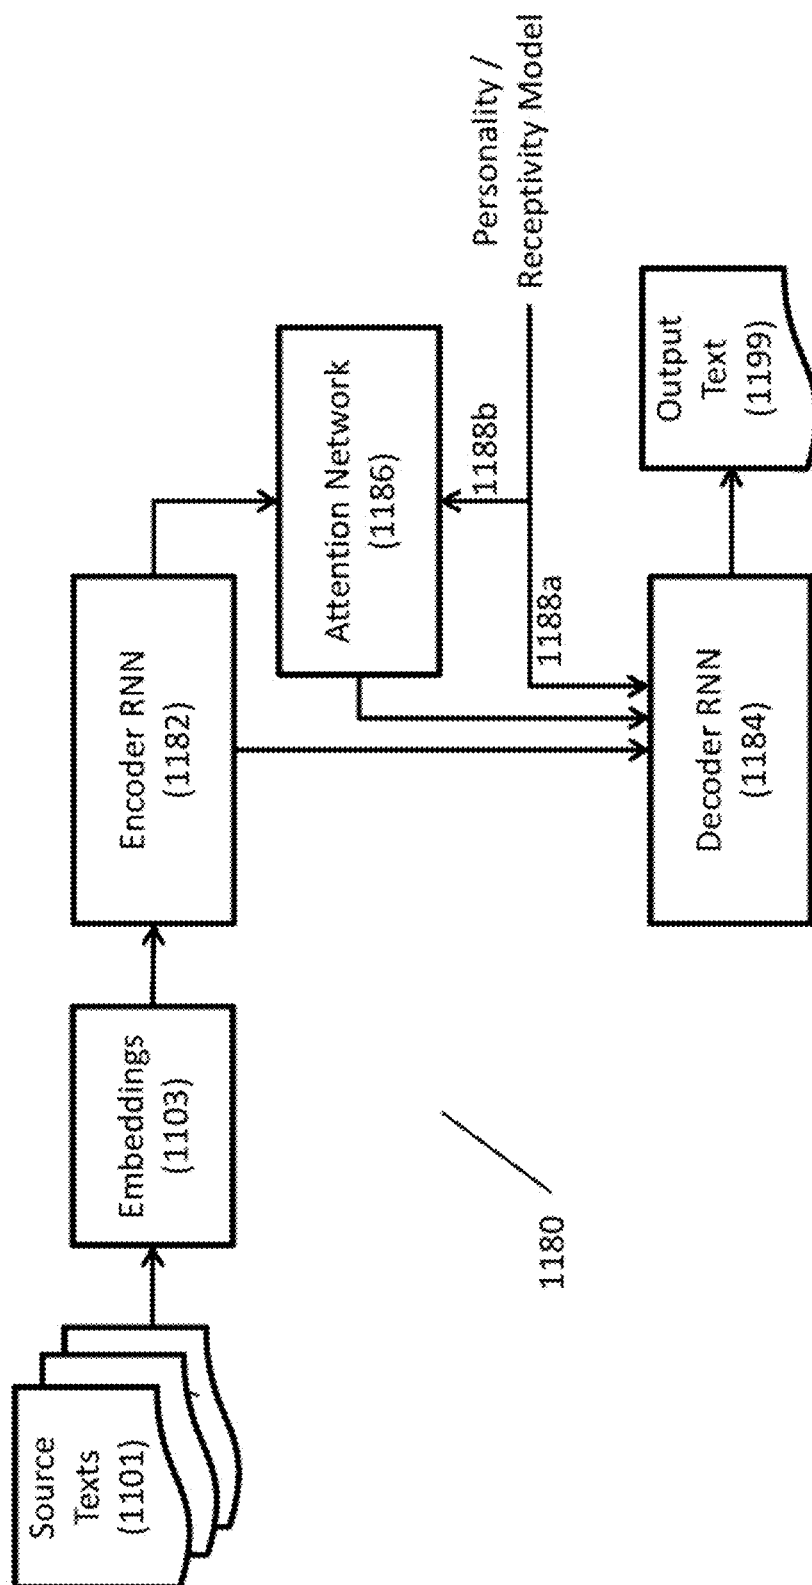 Source
Texts
(1101)
Embeddings
(1103)
Encoder RNN
(1182)
Attention Network
(1186)
1188b
Personality /
Receptivity Model
1188a
1180
Decoder RNN
(1184)
Output
Text
(1199)